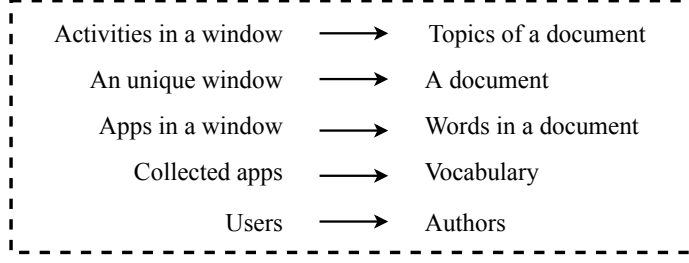 Activities in a window → Topics of a document
An unique window → A document
Apps in a window → Words in a document
Collected apps → Vocabulary
Users → Authors